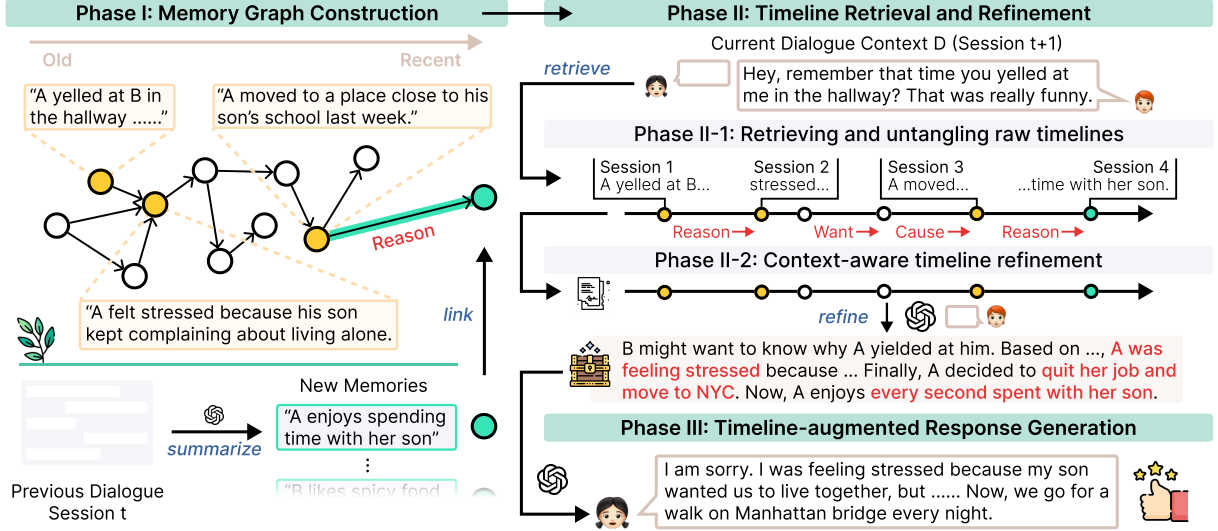 Phase I: Memory Graph Construction
Old
Recent
“A yelled at B in
the hallway ......”
“A moved to a place close to his
son’s school last week.”
Reason
“A felt stressed because his son
kept complaining about living alone.
link
New Memories
summarize
“A enjoys spending
time with her son”
⋮
“B likes spicy food
Previous Dialogue
Session t
Phase II: Timeline Retrieval and Refinement
Current Dialogue Context D (Session t+1)
retrieve
Hey, remember that time you yelled at
me in the hallway? That was really funny.
Phase II-1: Retrieving and untangling raw timelines
Session 1
A yelled at B...
Session 2
stressed...
Session 3
A moved...
Session 4
...time with her son.
Reason
Want
Cause
Reason
Phase II-2: Context-aware timeline refinement
refine
B might want to know why A yielded at him. Based on ..., A was
feeling stressed because ... Finally, A decided to quit her job and
move to NYC. Now, A enjoys every second spent with her son.
Phase III: Timeline-augmented Response Generation
I am sorry. I was feeling stressed because my son
wanted us to live together, but ...... Now, we go for a
walk on Manhattan bridge every night.